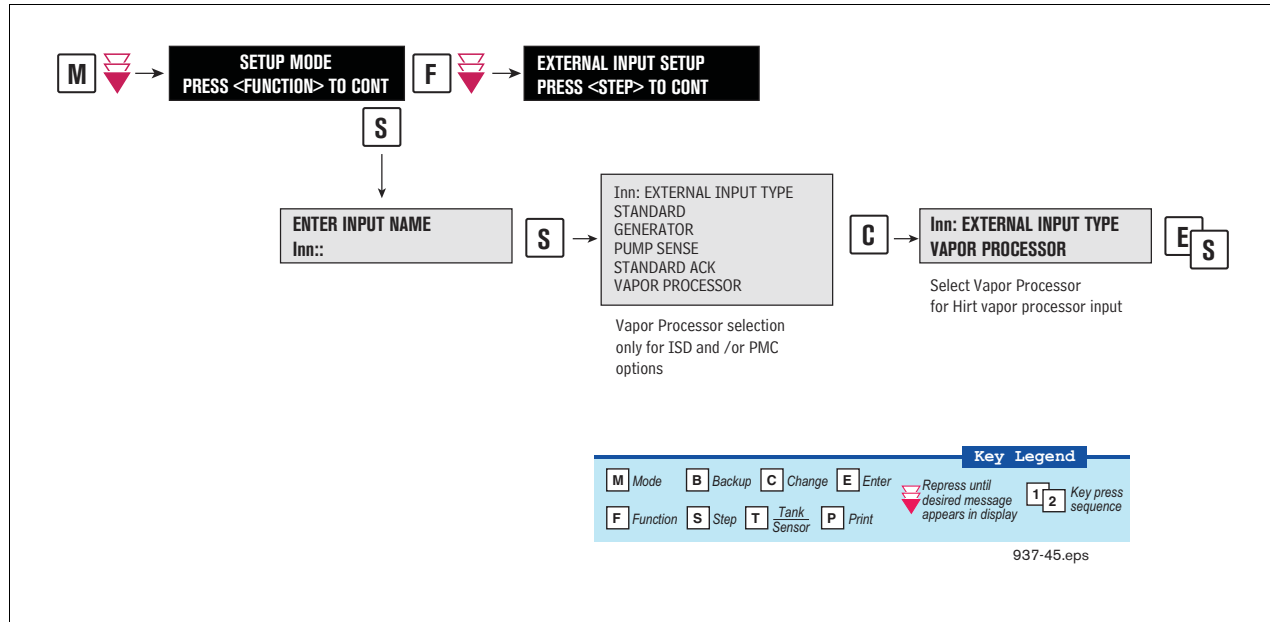 M
SETUP MODE
PRESS <FUNCTION> TO CONT
F
EXTERNAL INPUT SETUP
PRESS <STEP> TO CONT
S
ENTER INPUT NAME
Inn::
S
Inn: EXTERNAL INPUT TYPE
STANDARD
GENERATOR
PUMP SENSE
STANDARD ACK
VAPOR PROCESSOR
Vapor Processor selection
only for ISD and /or PMC
options
C
Inn: EXTERNAL INPUT TYPE
VAPOR PROCESSOR
E
S
Select Vapor Processor
for Hirt vapor processor input
Key Legend
M Mode B Backup C Change E Enter
F Function S Step T Tank
Sensor P Print
Repress until
desired message
appears in display
1 2 Key press
sequence
937-45.eps